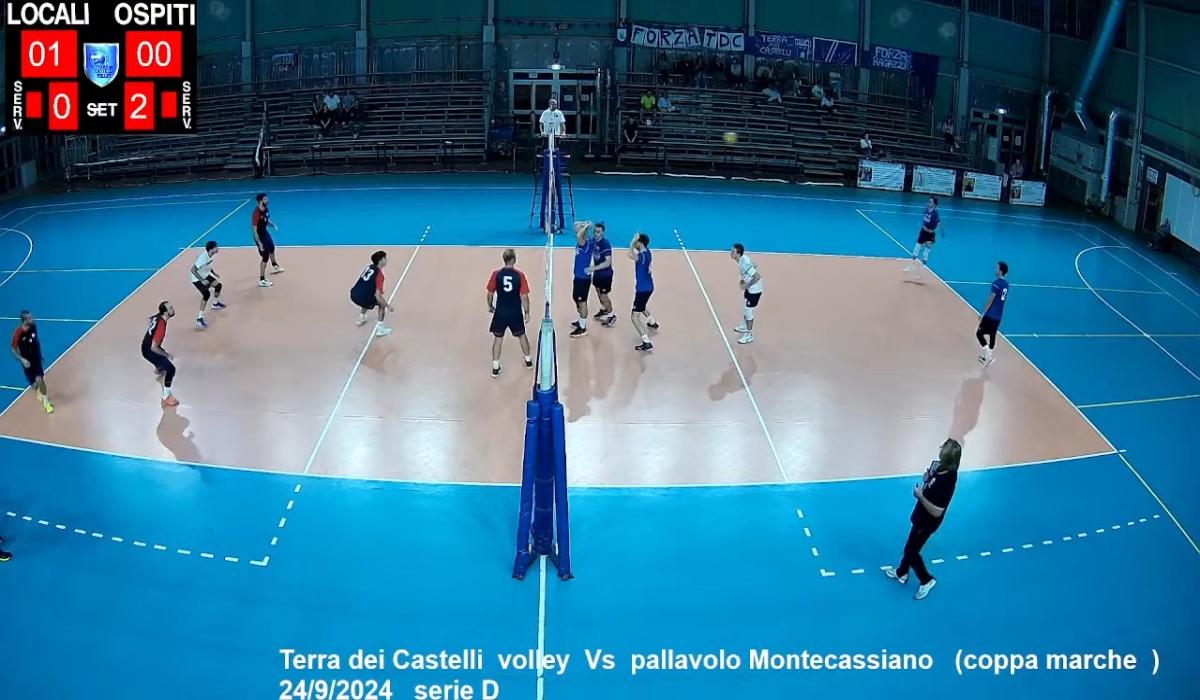 LOCALI OSPITI
01 00
SERV. 0 SET 2 SERV.
FORZA TDC
TERRA
CASTELLI
FORZA
RAGAZZI
13
5
Terra dei Castelli volley Vs pallavolo Montecassiano (coppa marche )
24/9/2024 serie D